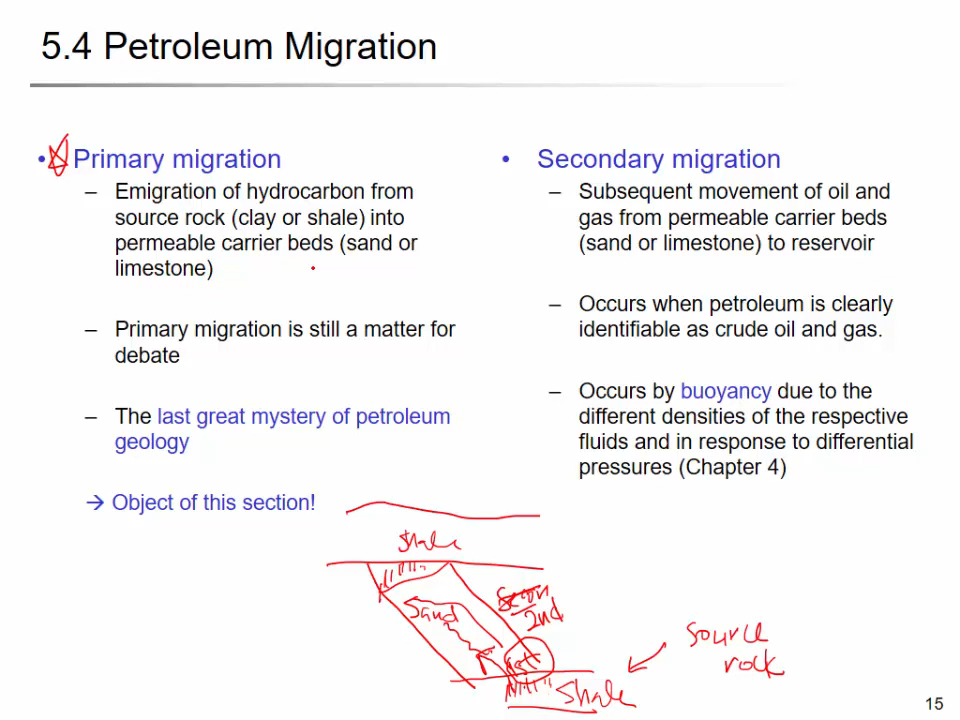 5.4 Petroleum Migration
• Primary migration
– Emigration of hydrocarbon from
source rock (clay or shale) into
permeable carrier beds (sand or
limestone)
– Primary migration is still a matter for
debate
– The last great mystery of petroleum
geology
→ Object of this section!
• Secondary migration
– Subsequent movement of oil and
gas from permeable carrier beds
(sand or limestone) to reservoir
– Occurs when petroleum is clearly
identifiable as crude oil and gas.
– Occurs by buoyancy due to the
different densities of the respective
fluids and in response to differential
pressures (Chapter 4)
Shale
Sand
2nd
1st
Shale
source
rock
15